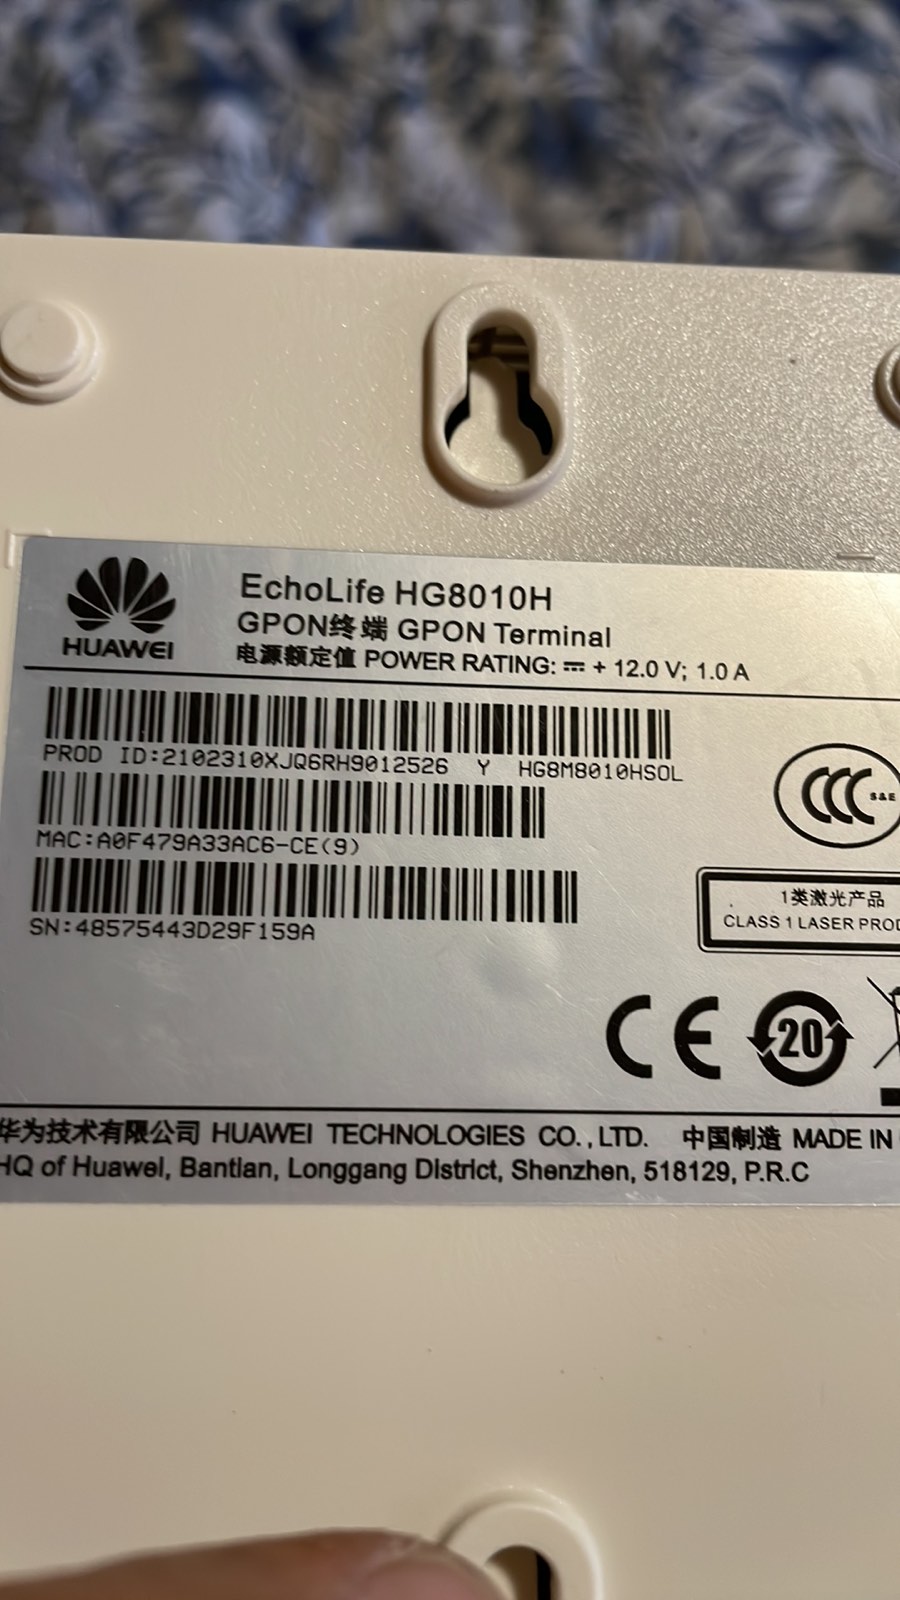 HUAWEI
EchoLife HG8010H
GPON终端 GPON Terminal
电源额定值 POWER RATING: ⎓ + 12.0 V; 1.0 A
PROD ID:2102310XJQ6RH9012526 Y HG8M8010HSOL
MAC:A0F479A33AC6-CE(9)
SN:48575443D29F159A
CCC S&E
1类激光产品
CLASS 1 LASER PROD
CE 20
华为技术有限公司 HUAWEI TECHNOLOGIES CO.,LTD. 中国制造 MADE IN
HQ of Huawei, Bantian, Longgang District, Shenzhen, 518129, P.R.C